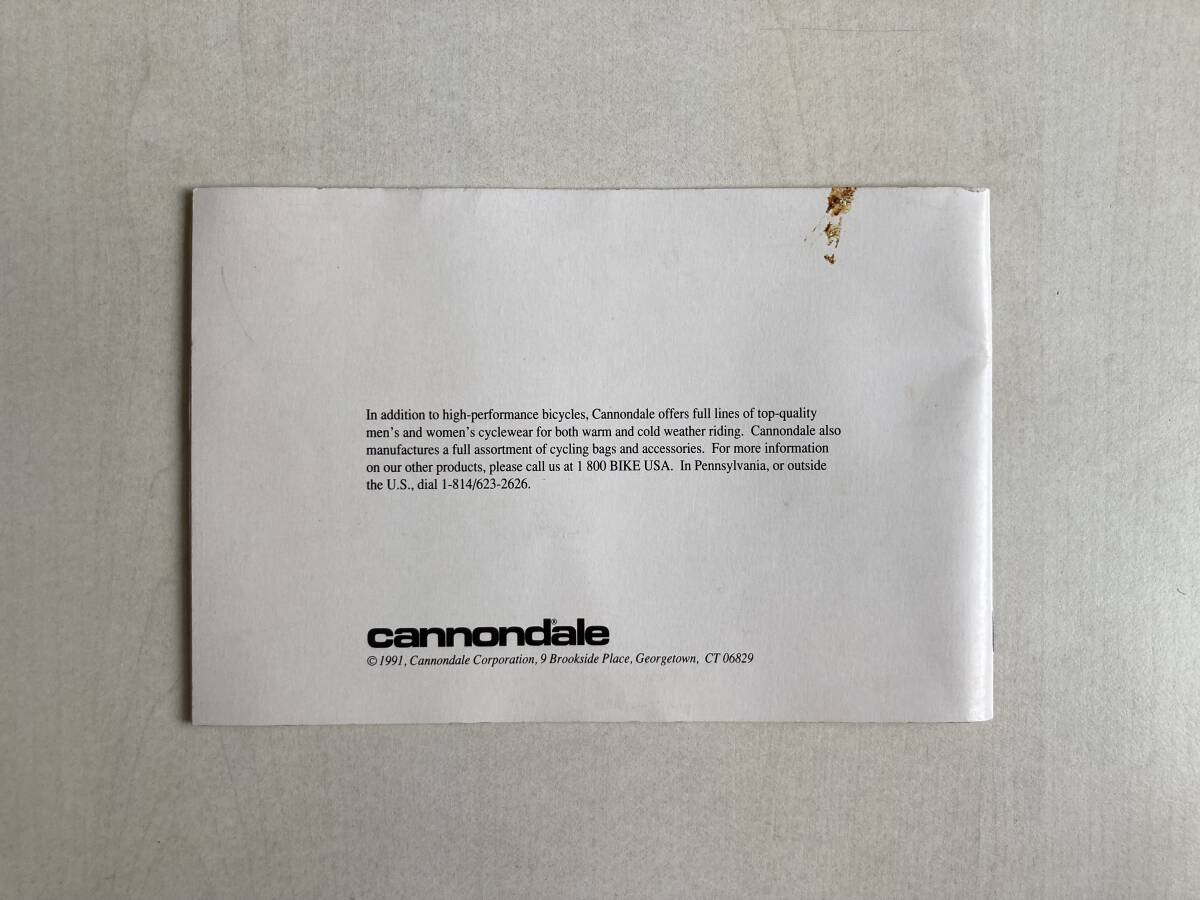 In addition to high-performance bicycles, Cannondale offers full lines of top-quality
men's and women's cyclewear for both warm and cold weather riding. Cannondale also
manufactures a full assortment of cycling bags and accessories. For more information
on our other products, please call us at 1 800 BIKE USA. In Pennsylvania, or outside
the U.S., dial 1-814/623-2626.
cannondale®
© 1991, Cannondale Corporation, 9 Brookside Place, Georgetown, CT 06829